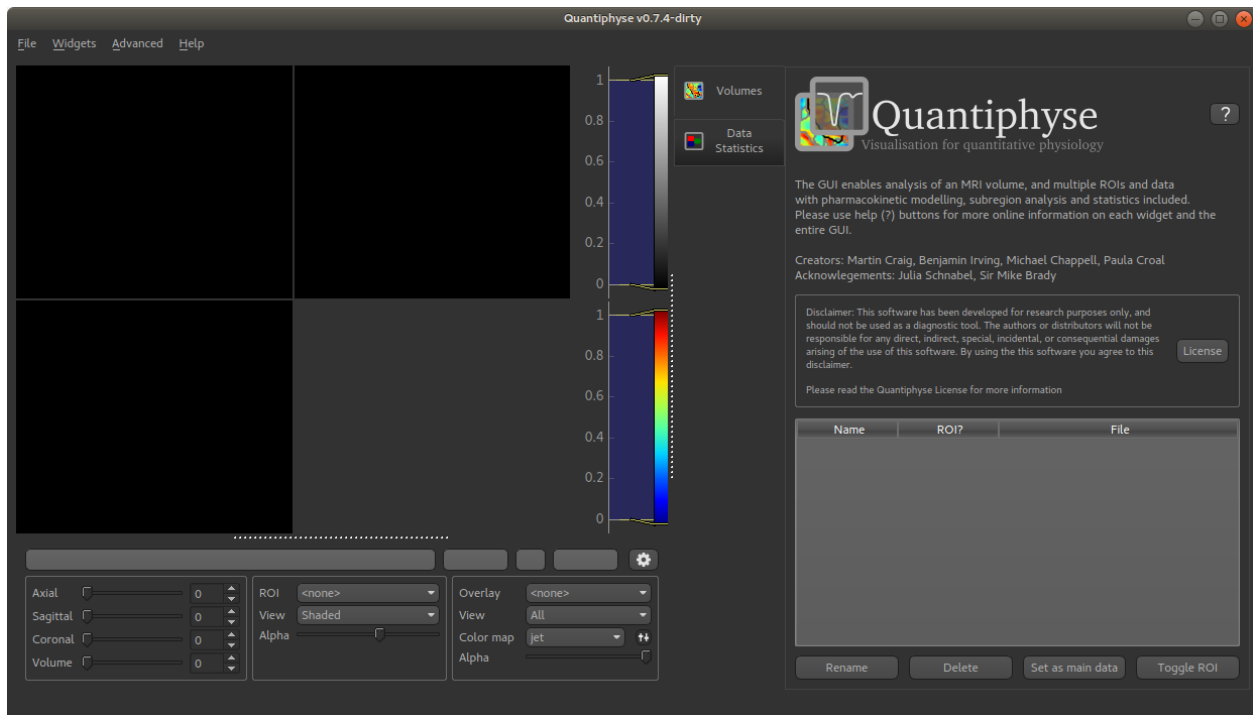 Quantiphyse v0.7.4-dirty
File Widgets Advanced Help
1
0.8
0.6
0.4
0.2
0
1
0.8
0.6
0.4
0.2
0
Axial 0
Sagittal 0
Coronal 0
Volume 0
ROI <none>
View Shaded
Alpha
Overlay <none>
View All
Color map jet
Alpha
Volumes
Data
Statistics
Quantiphyse
?
Visualisation for quantitative physiology
The GUI enables analysis of an MRI volume, and multiple ROIs and data
with pharmacokinetic modelling, subregion analysis and statistics included.
Please use help (?) buttons for more online information on each widget and the
entire GUI.
Creators: Martin Craig, Benjamin Irving, Michael Chappell, Paula Croal
Acknowlegements: Julia Schnabel, Sir Mike Brady
Disclaimer: This software has been developed for research purposes only, and
should not be used as a diagnostic tool. The authors or distributors will not be
responsible for any direct, indirect, special, incidental, or consequential damages
arising of the use of this software. By using the this software you agree to this
disclaimer.
License
Please read the Quantiphyse License for more information
Name ROI? File
Rename Delete Set as main data Toggle ROI